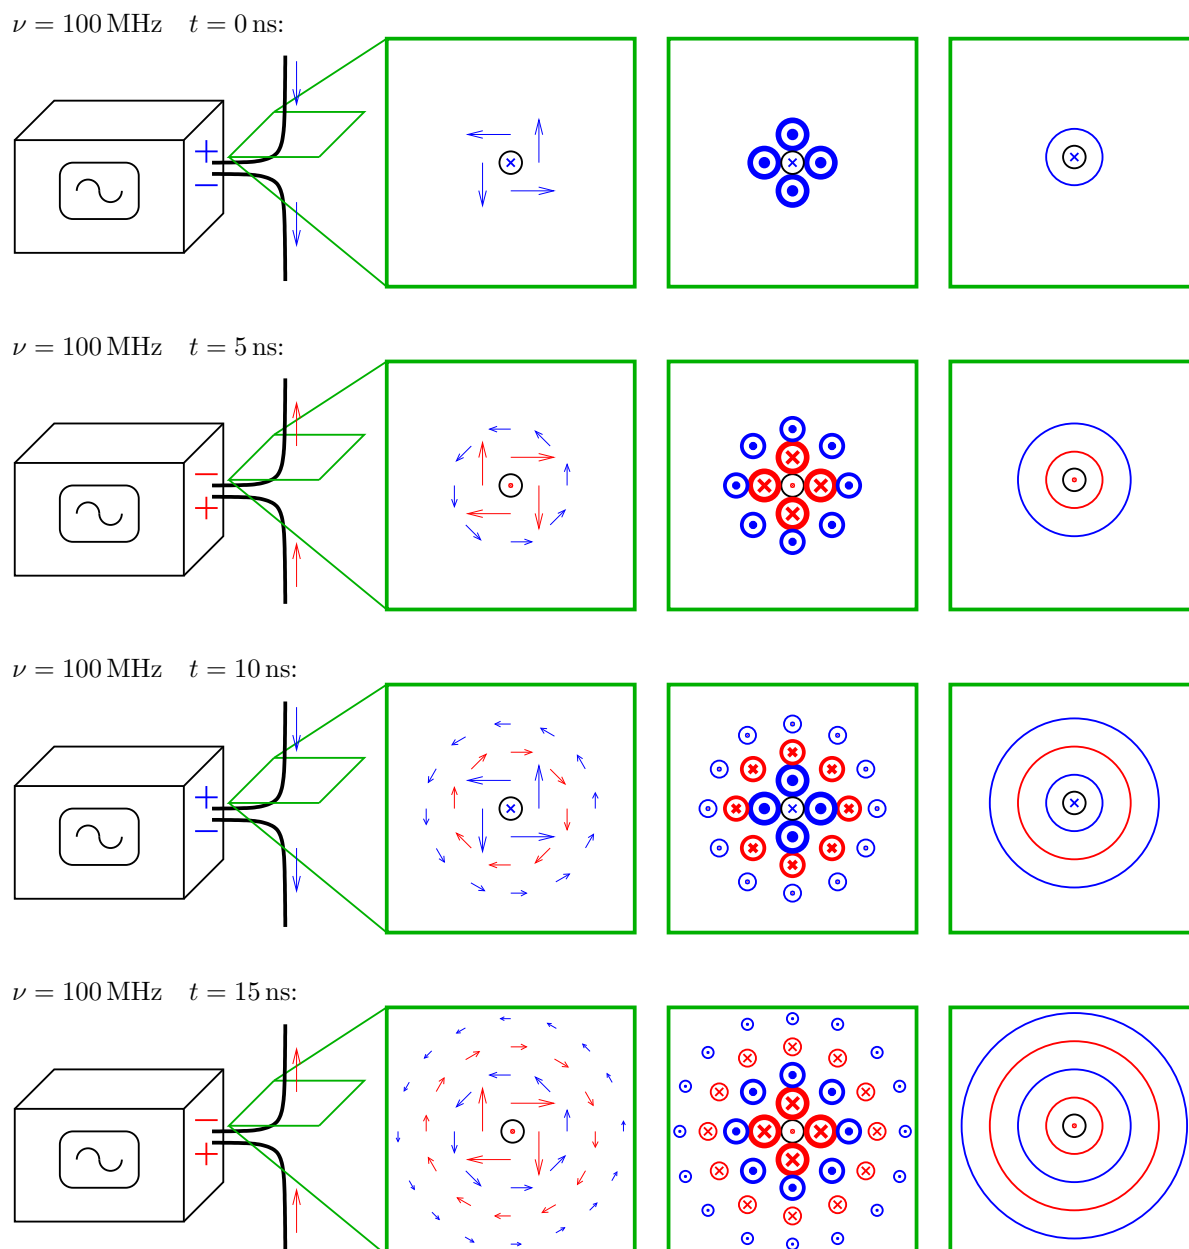 ν = 100 MHz t = 0 ns:
+
−
ν = 100 MHz t = 5 ns:
−
+
ν = 100 MHz t = 10 ns:
+
−
ν = 100 MHz t = 15 ns:
−
+